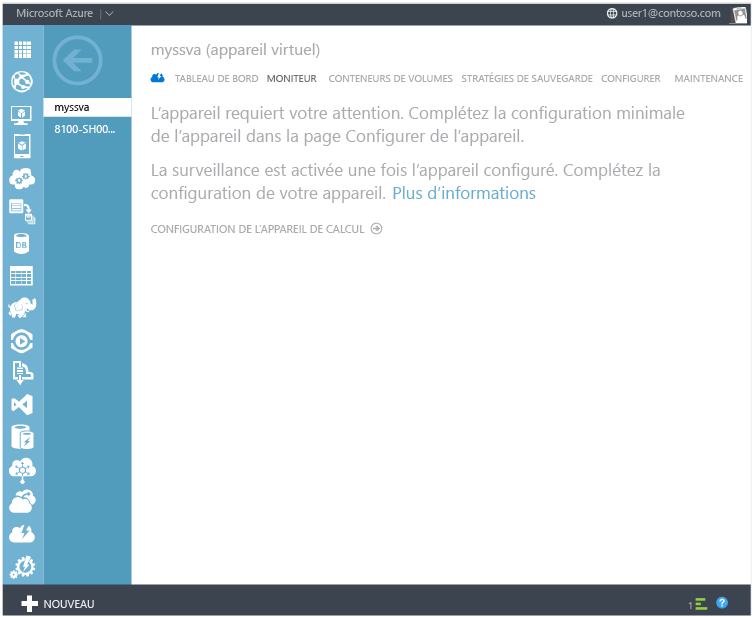 Microsoft Azure
user1@contoso.com
myssva (appareil virtuel)
TABLEAU DE BORD MONITEUR CONTENEURS DE VOLUMES STRATÉGIES DE SAUVEGARDE CONFIGURER MAINTENANCE
myssva
8100-SH00...
L'appareil requiert votre attention. Complétez la configuration minimale
de l'appareil dans la page Configurer de l'appareil.
La surveillance est activée une fois l'appareil configuré. Complétez la
configuration de votre appareil. Plus d'informations
CONFIGURATION DE L'APPAREIL DE CALCUL
DB
NOUVEAU
1
?